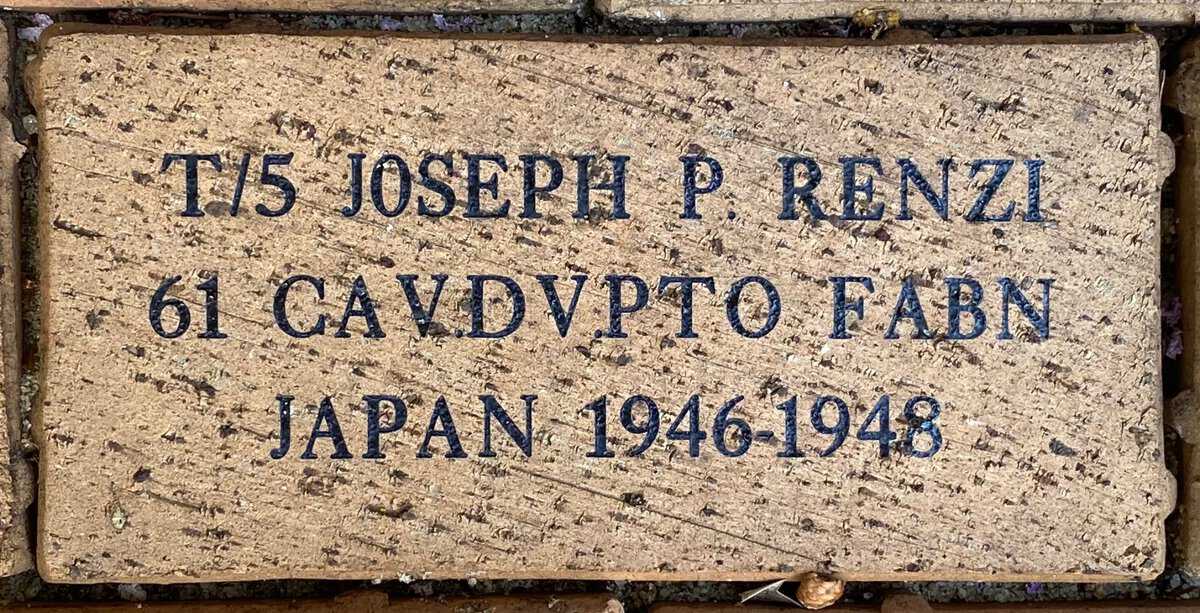 T/5 JOSEPH P. RENZI
61 CAV.DV.PTO FABN
JAPAN 1946-1948